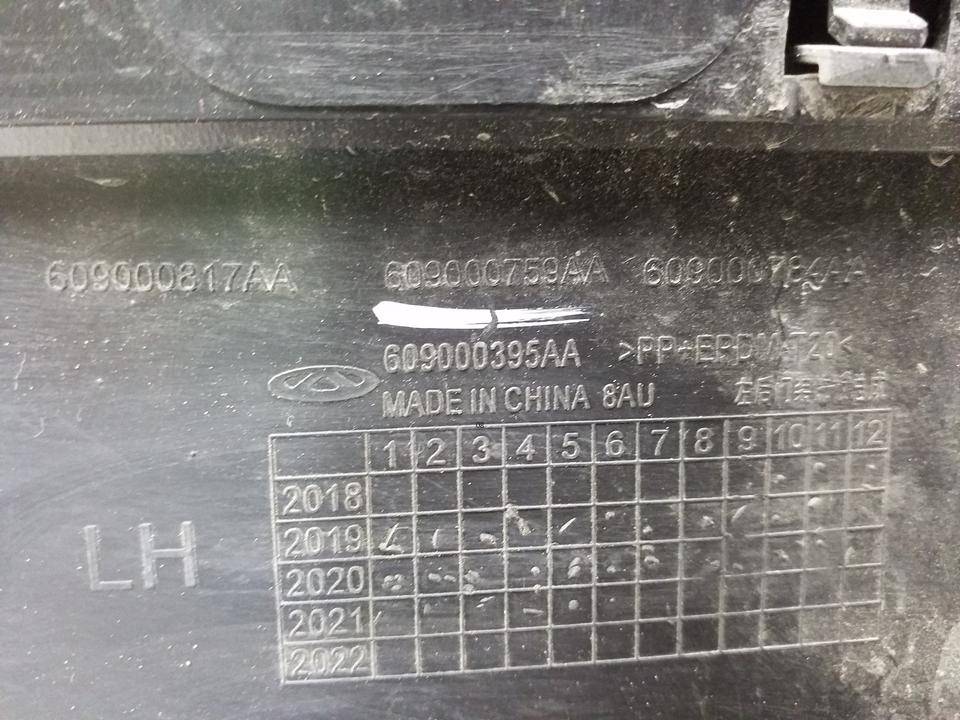 609000817AA 609000759AA 609000784AA
609000395AA >PP+EPDM-T20<
MADE IN CHINA 8AU
1 2 3 4 5 6 7 8 9 10 11 12
2018
2019
2020
2021
2022
LH